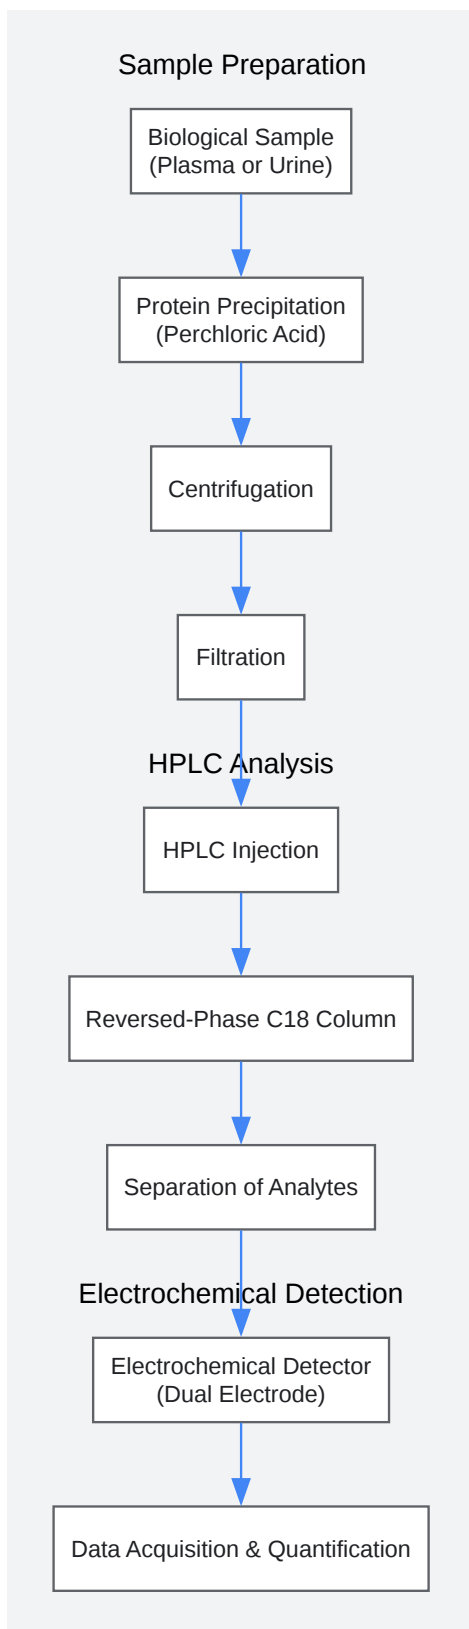 Sample Preparation
Biological Sample
(Plasma or Urine)
Protein Precipitation
(Perchloric Acid)
Centrifugation
Filtration
HPLC Analysis
HPLC Injection
Reversed-Phase C18 Column
Separation of Analytes
Electrochemical Detection
Electrochemical Detector
(Dual Electrode)
Data Acquisition & Quantification